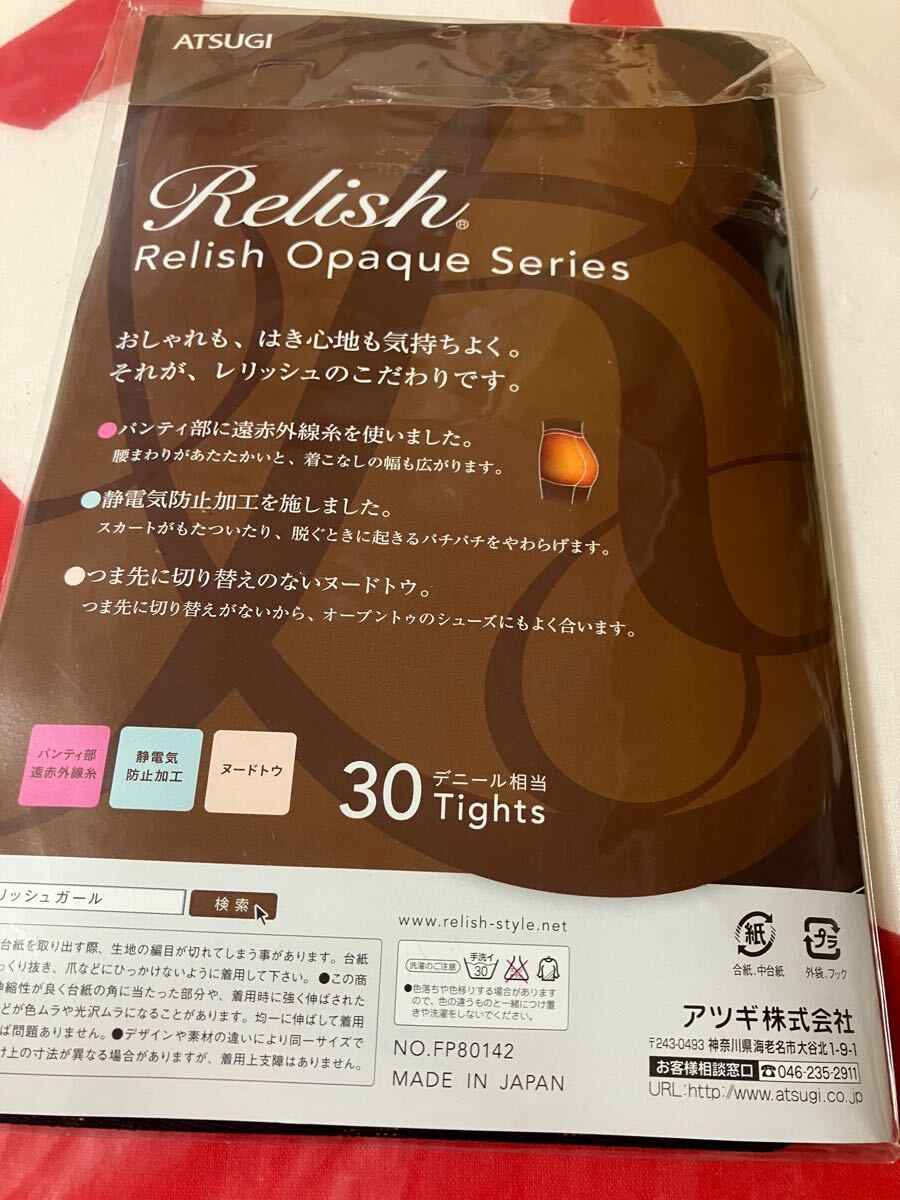 ATSUGI
Relish®
Relish Opaque Series
おしゃれも、はき心地も気持ちよく。
それが、レリッシュのこだわりです。
●パンティ部に遠赤外線糸を使いました。
腰まわりがあたたかいと、着こなしの幅も広がります。
●静電気防止加工を施しました。
スカートがもたついたり、脱ぐときに起きるパチパチをやわらげます。
●つま先に切り替えのないヌードトウ。
つま先に切り替えがないから、オープントゥのシューズにもよく合います。
パンティ部
遠赤外線糸
静電気
防止加工
ヌードトウ
30 デニール相当
Tights
リッシュガール
検索
台紙を取り出す際、生地の編目が切れてしまう事があります。台紙
っくり抜き、爪などにひっかけないように着用して下さい。●この商
伸縮性が良く台紙の角に当たった部分や、着用時に強く伸ばされた
どが色ムラや光沢ムラになることがあります。均一に伸ばして着用
ば問題ありません。●デザインや素材の違いにより同一サイズで
け上の寸法が異なる場合がありますが、着用上支障はありません。
www.relish-style.net
洗濯のご注意
手洗イ
30
●色落ちや色移りする場合があります
ので、色の違うものと一緒につけ置
きや洗濯をしないでください。
NO.FP80142
MADE IN JAPAN
紙
台紙、中台紙
プラ
外袋、フック
アツギ株式会社
〒243-0493 神奈川県海老名市大谷北1-9-1
お客様相談窓口 ☎046-235-2911
URL:http://www.atsugi.co.jp